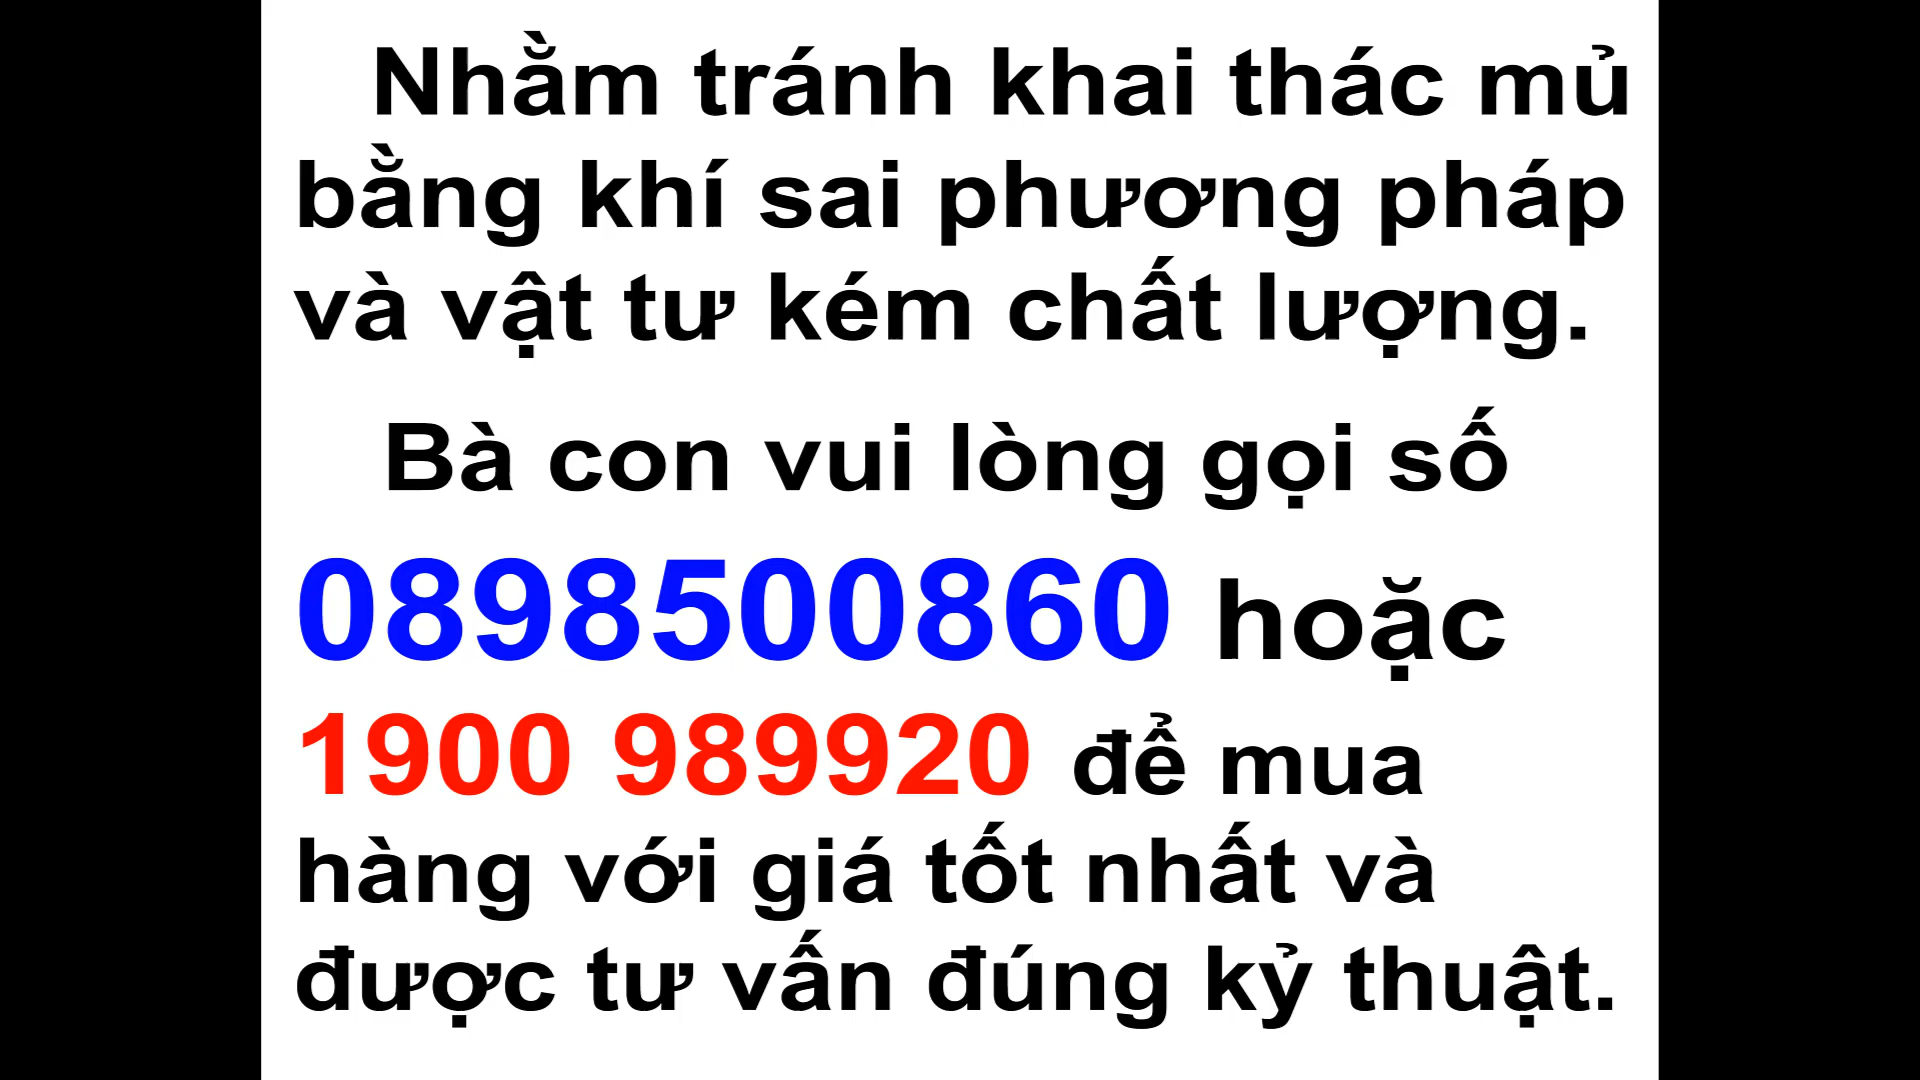 Nhằm tránh khai thác mủ
bằng khí sai phương pháp
và vật tư kém chất lượng.
Bà con vui lòng gọi số
0898500860 hoặc
1900 989920 để mua
hàng với giá tốt nhất và
được tư vấn đúng kỷ thuật.